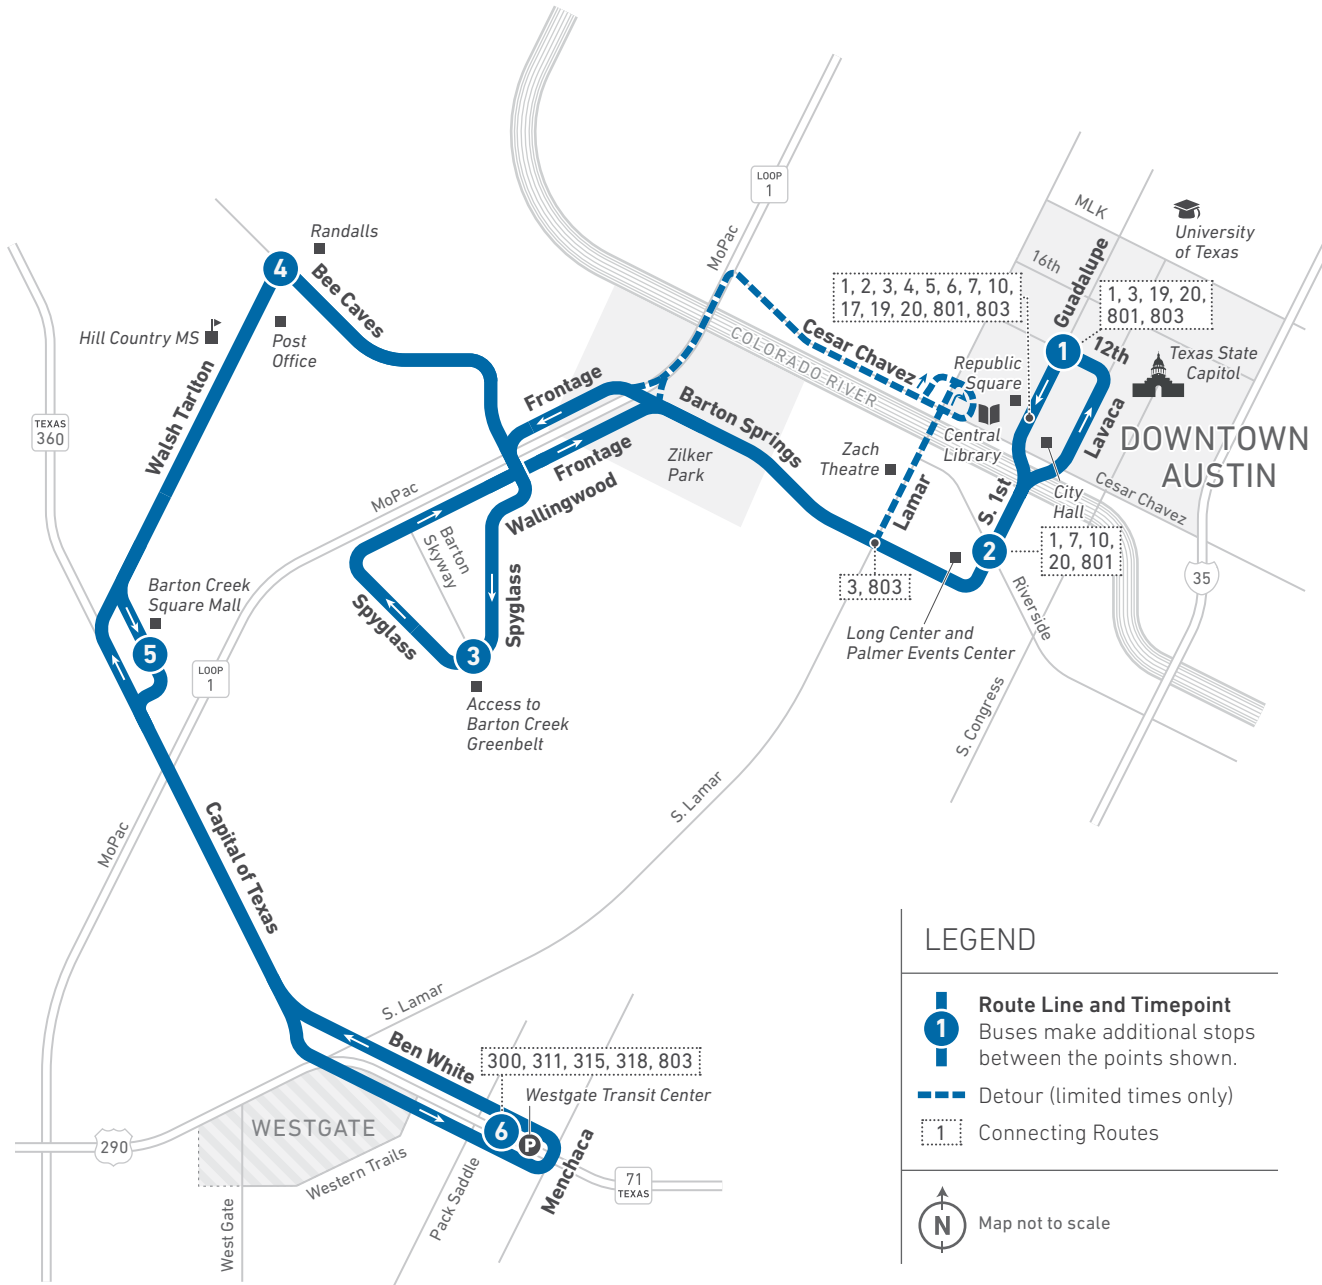 LOOP
1
MLK
University
of Texas
16th
Guadalupe
MoPac
Randalls
4
Bee Caves
1, 2, 3, 4, 5, 6, 7, 10,
17, 19, 20, 801, 803
1, 3, 19, 20,
801, 803
Hill Country MS
Post
Office
Cesar Chavez
COLORADO RIVER
1
12th
Texas State
Capitol
Republic
Square
Walsh Tarlton
TEXAS
360
Frontage
Barton Springs
Lavaca
DOWNTOWN
AUSTIN
Central
Library
Zach
Theatre
Zilker
Park
Frontage
Wallingwood
MoPac
Lamar
S. 1st
City
Hall
Cesar Chavez
Barton
Skyway
2
1, 7, 10,
20, 801
35
3, 803
Barton Creek
Square Mall
Spyglass
Spyglass
Riverside
Long Center and
Palmer Events Center
5
3
LOOP
1
Access to
Barton Creek
Greenbelt
S. Congress
S. Lamar
MoPac
Capital of Texas
S. Lamar
Ben White
300, 311, 315, 318, 803
Westgate Transit Center
WESTGATE
6
P
290
Western Trails
Pack Saddle
Menchaca
71
TEXAS
West Gate
LEGEND
1
Route Line and Timepoint
Buses make additional stops
between the points shown.
Detour (limited times only)
1
Connecting Routes
N
Map not to scale